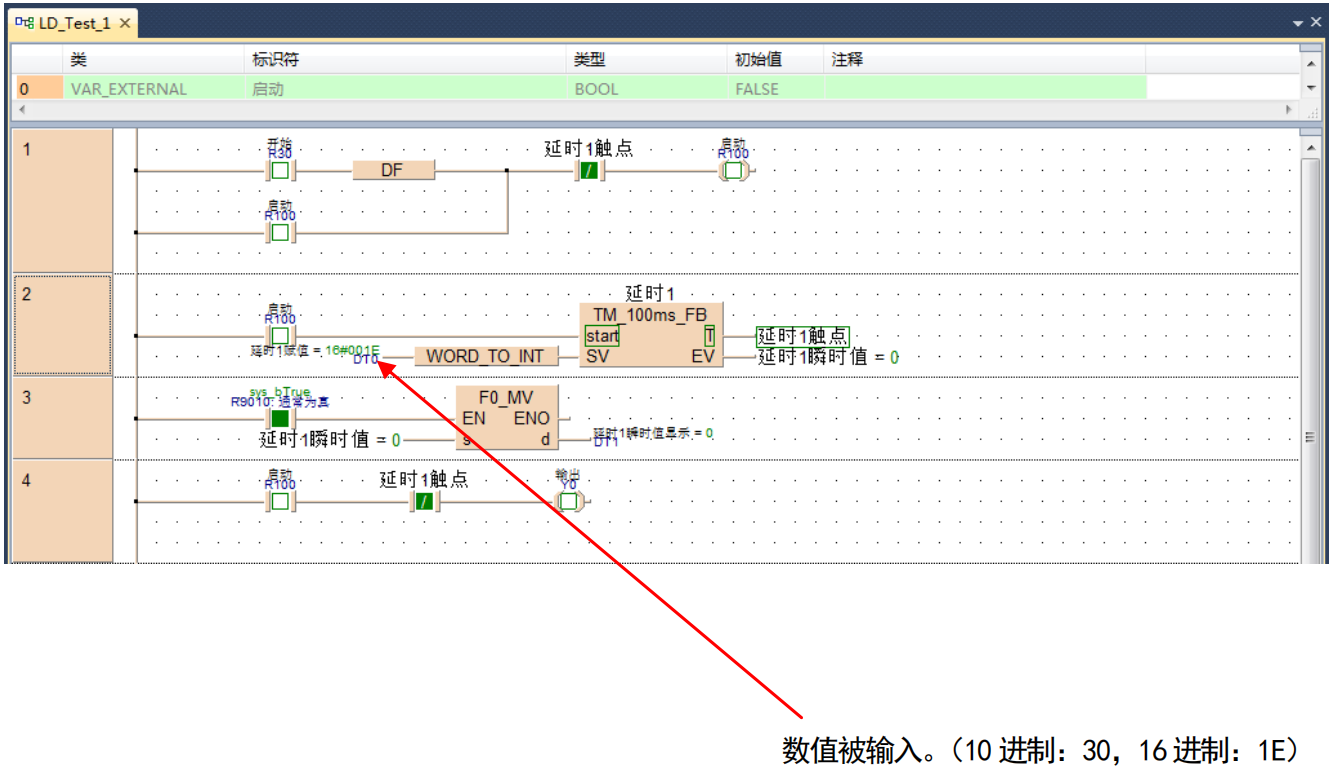 LD_Test_1
类 标识符 类型 初始值 注释
0 VAR_EXTERNAL 启动 BOOL FALSE
1
开始 延时1触点 启动
R30 R100
DF /
启动
R100
2
延时1
启动 TM_100ms_FB
R100
start T 延时1触点
延时1赋值 = 16#001E
DT0 WORD_TO_INT SV EV 延时1瞬时值 = 0
3
sys_bTrue F0_MV
R9010: 通常为真
EN ENO
延时1瞬时值 = 0 s d 延时1瞬时值显示 = 0
DT1
4
启动 延时1触点 输出
R100 Y0
/
数值被输入。（10 进制：30，16 进制：1E）